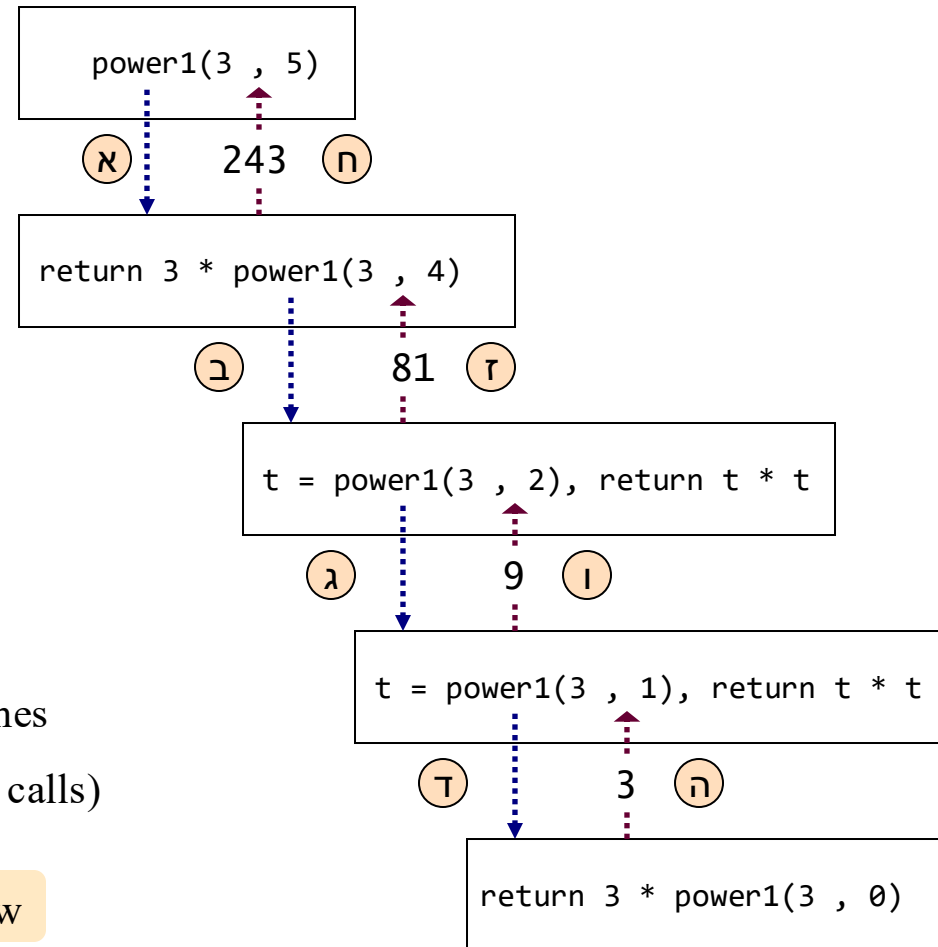 power1(3 , 5)
א 243 ח
return 3 * power1(3 , 4)
ב 81 ז
t = power1(3 , 2), return t * t
ג 9 ו
t = power1(3 , 1), return t * t
calls)
ד 3 ה
return 3 * power1(3 , 0)